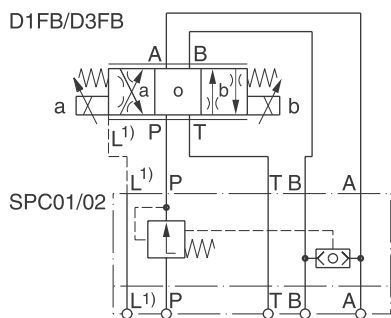 D1FB/D3FB
A B
a a o b b
L1) P T
L1) P T B A
SPC01/02
L1) P T B A